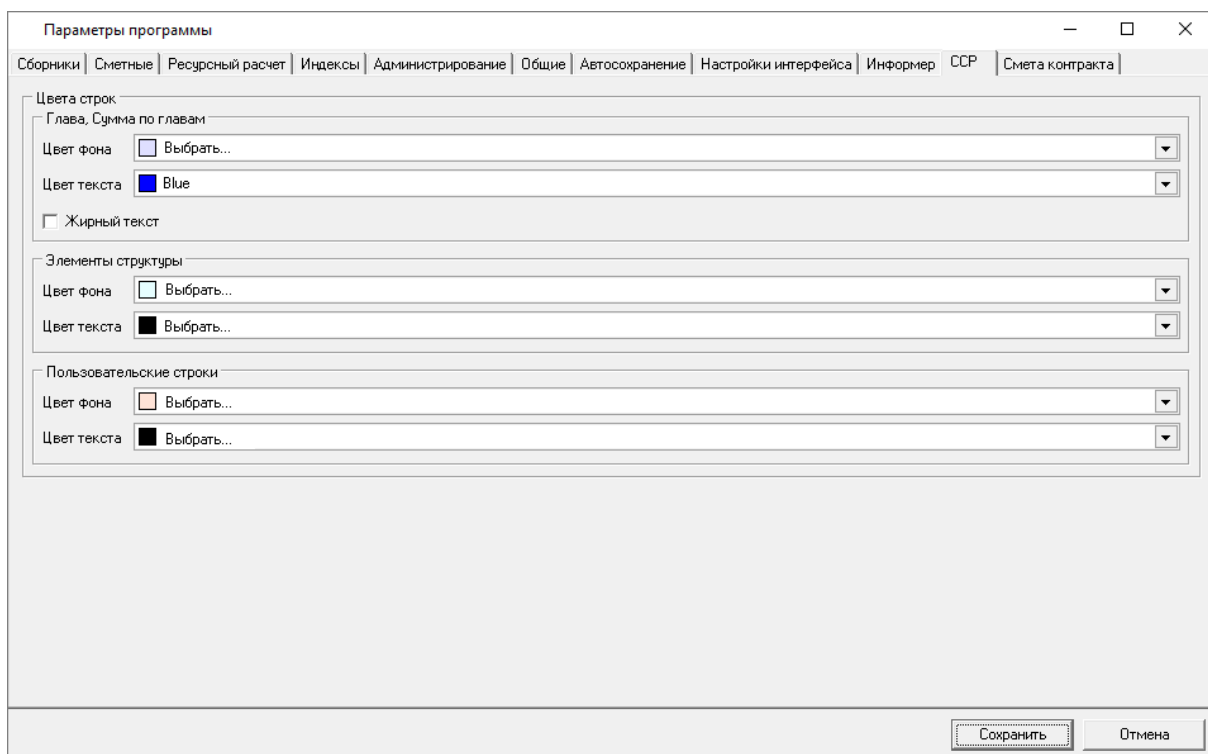 Параметры программы
Сборники Сметные Ресурсный расчет Индексы Администрирование Общие Автосохранение Настройки интерфейса Информер ССР Смета контракта
Цвета строк
Глава, Сумма по главам
Цвет фона Выбрать...
Цвет текста Blue
Жирный текст
Элементы структуры
Цвет фона Выбрать...
Цвет текста Выбрать...
Пользовательские строки
Цвет фона Выбрать...
Цвет текста Выбрать...
Сохранить Отмена